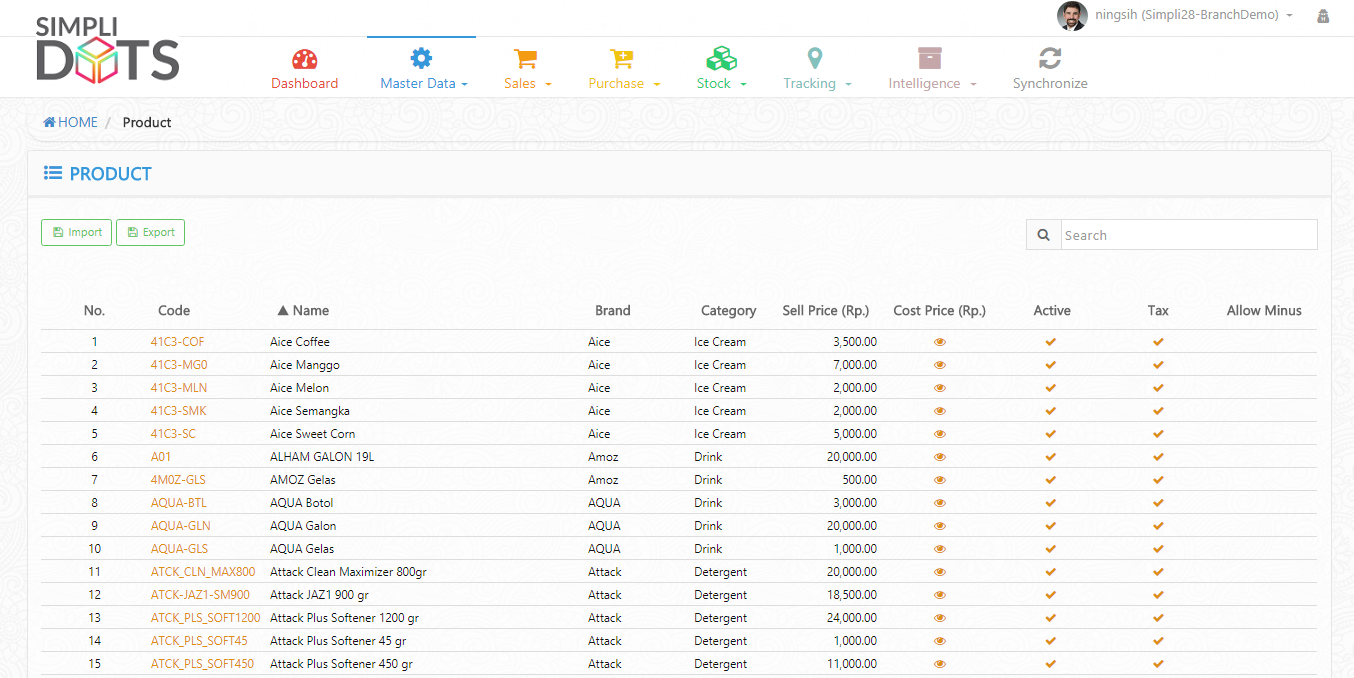 SIMPLI
DOTS
ningsih (Simpli28-BranchDemo)
Dashboard Master Data Sales Purchase Stock Tracking Intelligence Synchronize
HOME / Product
PRODUCT
Import Export Search
No. Code ▲ Name Brand Category Sell Price (Rp.) Cost Price (Rp.) Active Tax Allow Minus
1 41C3-COF Aice Coffee Aice Ice Cream 3,500.00
2 41C3-MG0 Aice Manggo Aice Ice Cream 7,000.00
3 41C3-MLN Aice Melon Aice Ice Cream 2,000.00
4 41C3-SMK Aice Semangka Aice Ice Cream 2,000.00
5 41C3-SC Aice Sweet Corn Aice Ice Cream 5,000.00
6 A01 ALHAM GALON 19L Amoz Drink 20,000.00
7 4M0Z-GLS AMOZ Gelas Amoz Drink 500.00
8 AQUA-BTL AQUA Botol AQUA Drink 3,000.00
9 AQUA-GLN AQUA Galon AQUA Drink 20,000.00
10 AQUA-GLS AQUA Gelas AQUA Drink 1,000.00
11 ATCK_CLN_MAX800 Attack Clean Maximizer 800gr Attack Detergent 20,000.00
12 ATCK-JAZ1-SM900 Attack JAZ1 900 gr Attack Detergent 18,500.00
13 ATCK_PLS_SOFT1200 Attack Plus Softener 1200 gr Attack Detergent 24,000.00
14 ATCK_PLS_SOFT45 Attack Plus Softener 45 gr Attack Detergent 1,000.00
15 ATCK_PLS_SOFT450 Attack Plus Softener 450 gr Attack Detergent 11,000.00